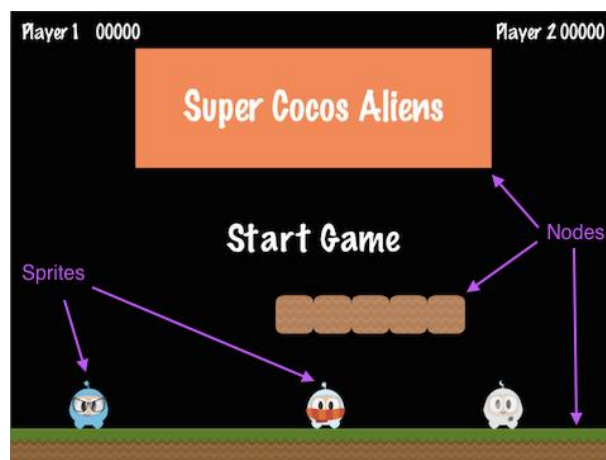 Player 1 00000
Player 2 00000
Super Cocos Aliens
Start Game
Nodes
Sprites